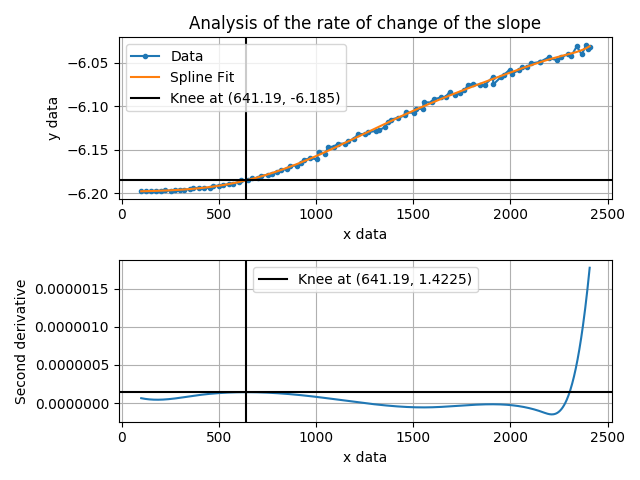 Analysis of the rate of change of the slope
Data
Spline Fit
Knee at (641.19, -6.185)
y data
−6.05
−6.10
−6.15
−6.20
0 500 1000 1500 2000 2500
x data
Knee at (641.19, 1.4225)
Second derivative
0.0000015
0.0000010
0.0000005
0.0000000
0 500 1000 1500 2000 2500
x data